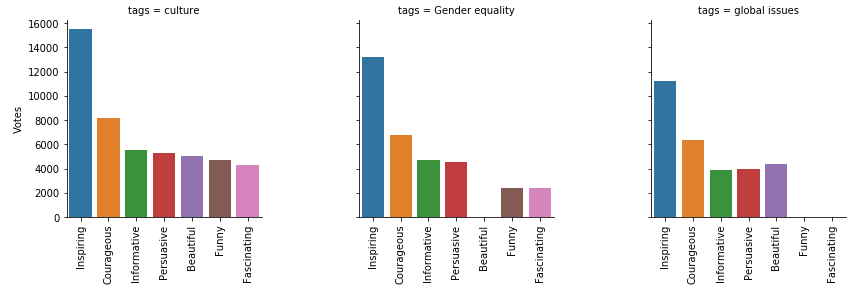 tags = culture
tags = Gender equality
tags = global issues
Votes
16000
14000
12000
10000
8000
6000
4000
2000
0
Inspiring
Courageous
Informative
Persuasive
Beautiful
Funny
Fascinating
Inspiring
Courageous
Informative
Persuasive
Beautiful
Funny
Fascinating
Inspiring
Courageous
Informative
Persuasive
Beautiful
Funny
Fascinating